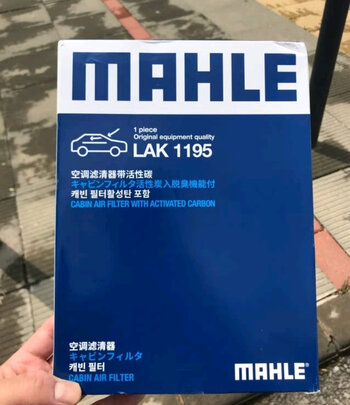 MAHLE
1 piece
Original equipment quality
LAK 1195
空调滤清器带活性碳
キャビンフィルタ活性炭入脱臭機能付
캐빈 필터활성탄 포함
CABIN AIR FILTER WITH ACTIVATED CARBON
空调滤清器
キャビンフィルタ
캐빈 필터
CABIN AIR FILTER
MAHLE